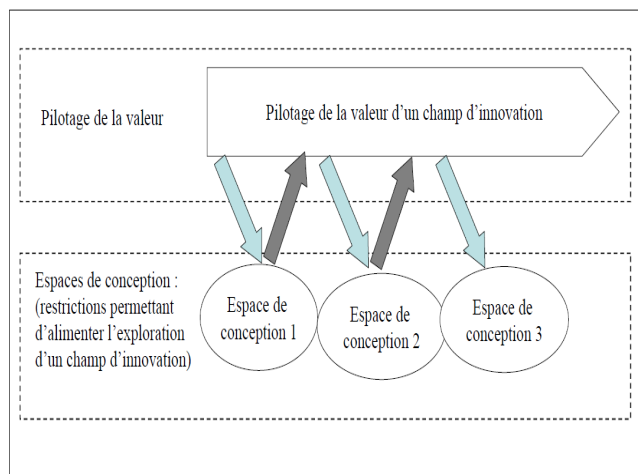 Pilotage de la valeur
Pilotage de la valeur d'un champ d'innovation
Espaces de conception :
(restrictions permettant
d'alimenter l'exploration
d'un champ d'innovation)
Espace de
conception 1
Espace de
conception 2
Espace de
conception 3